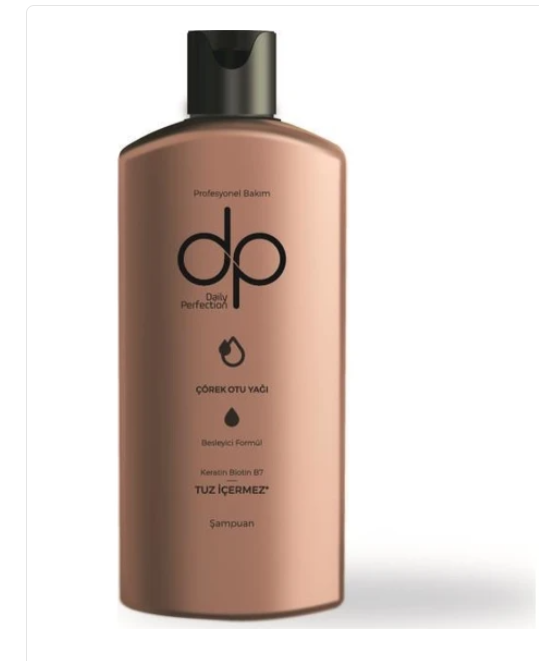 Profesyonel Bakım
dp
Daily
Perfection
ÇÖREK OTU YAĞI
Besleyici Formül
Keratin Biotin B7
TUZ İÇERMEZ*
Şampuan